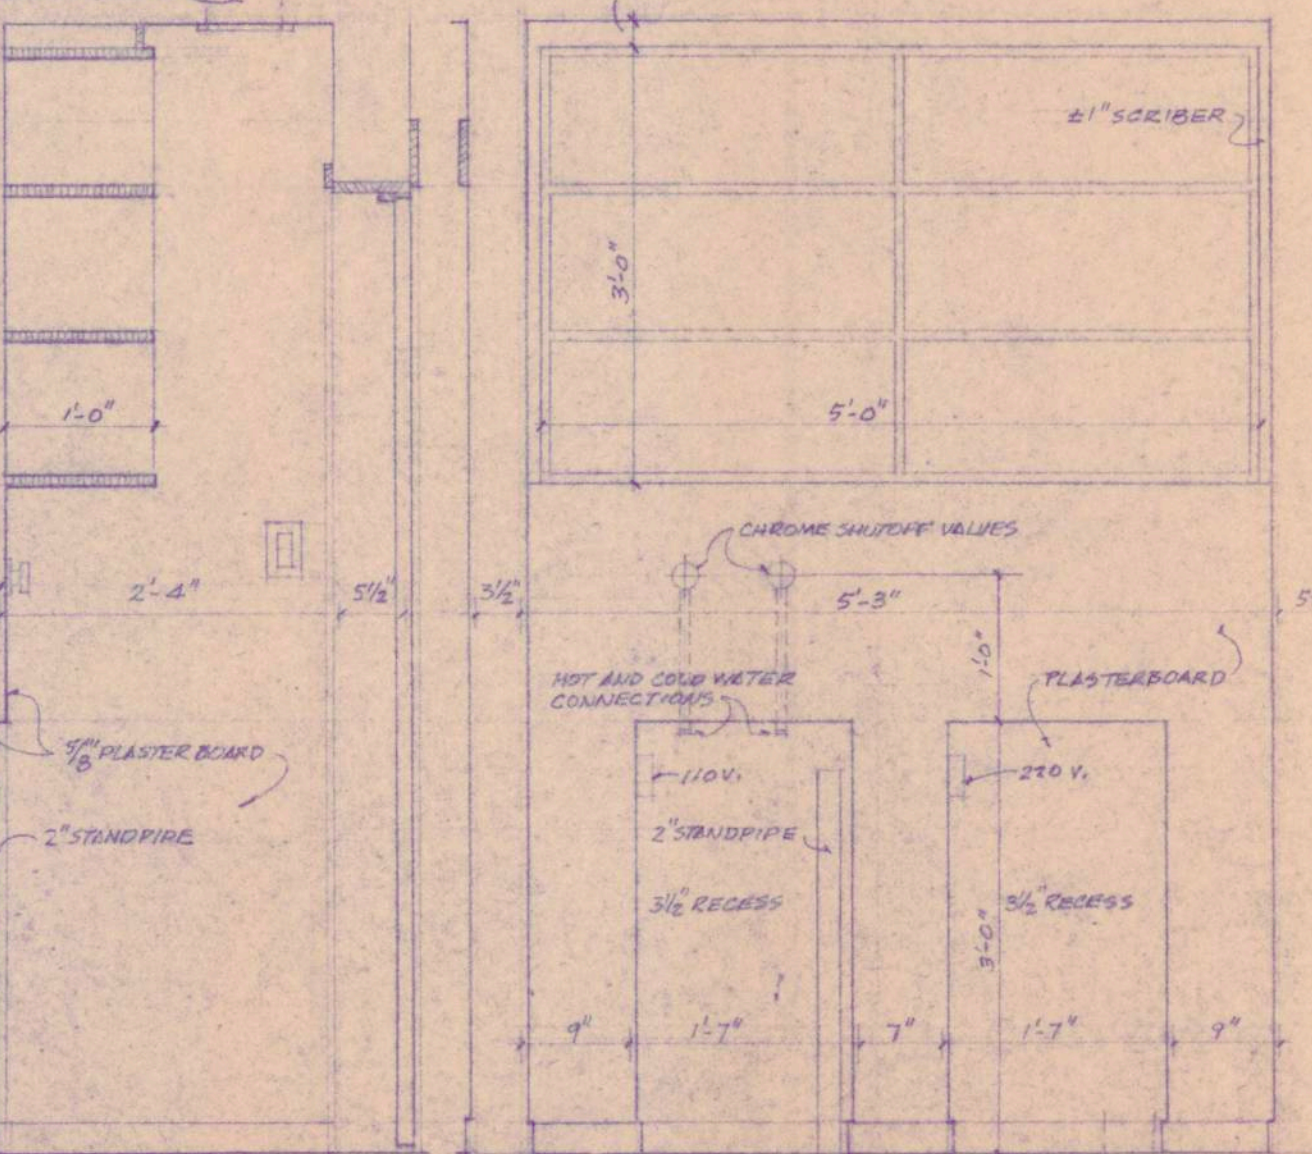 ±1" SCRIBER
3'-0"
1'-0"
5'-0"
CHROME SHUTOFF VALVES
2'-4"
5½"
3½"
5'-3"
5
1'-0"
HOT AND COLD WATER
CONNECTIONS
PLASTERBOARD
5/8" PLASTER BOARD
110 V.
220 V.
2" STANDPIPE
2" STANDPIPE
3½" RECESS
3½" RECESS
3'-0"
9"
1'-7"
7"
1'-7"
9"